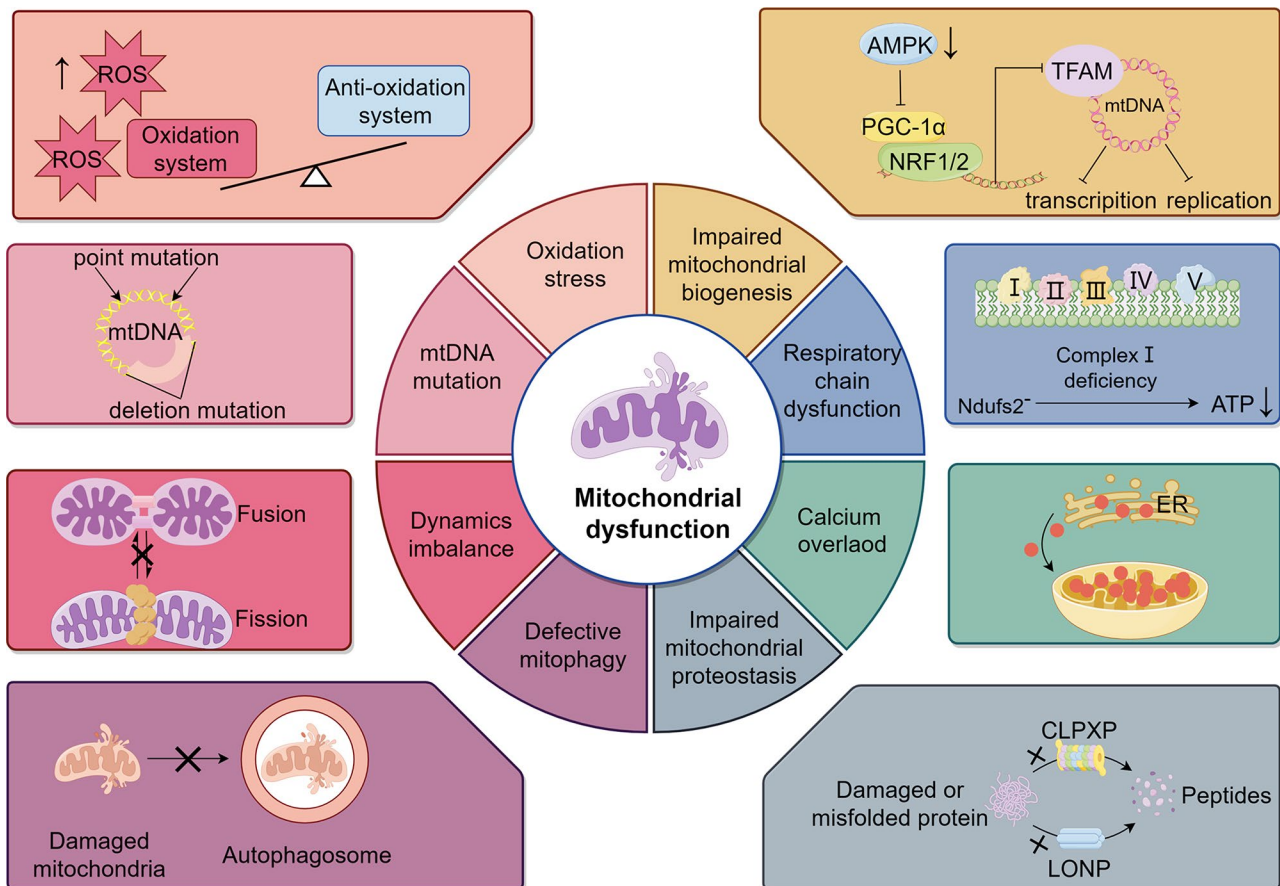 ROS
ROS
Oxidation
system
Anti-oxidation
system
AMPK
PGC-1α
NRF1/2
TFAM
mtDNA
transcripition replication
point mutation
mtDNA
deletion mutation
Oxidation
stress
Impaired
mitochondrial
biogenesis
mtDNA
mutation
Respiratory
chain
dysfunction
I II III IV V
Complex I
deficiency
Ndufs2⁻ ATP
Mitochondrial
dysfunction
Fusion
Fission
Dynamics
imbalance
Calcium
overlaod
ER
Defective
mitophagy
Impaired
mitochondrial
proteostasis
Damaged
mitochondria
Autophagosome
CLPXP
Damaged or
misfolded protein
Peptides
LONP